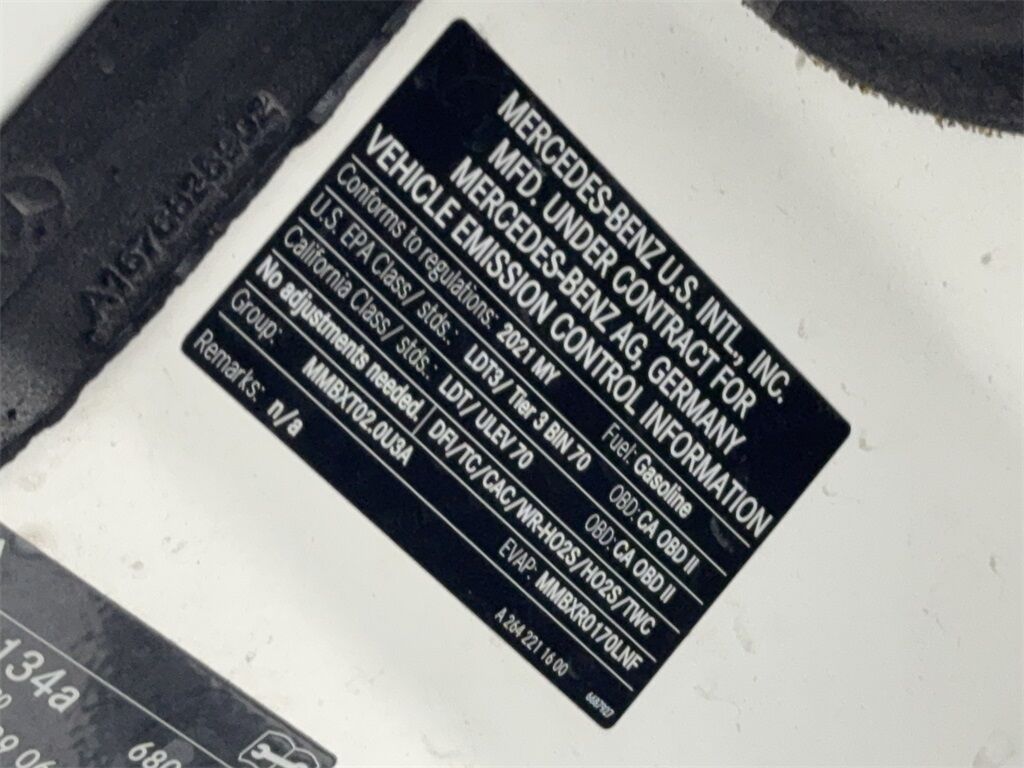 MERCEDES-BENZ U.S. INTL., INC.
MFD. UNDER CONTRACT FOR
MERCEDES-BENZ AG, GERMANY
VEHICLE EMISSION CONTROL INFORMATION
Conforms to regulations: 2021 MY Fuel: Gasoline
U.S. EPA Class/ stds.: LDT3/ Tier 3 BIN 70 OBD: CA OBD II
California Class/ stds.: LDT/ ULEV 70 OBD: CA OBD II
No adjustments needed. DFI/TC/CAC/WR-HO2S/HO2S/TWC
Group: MMBXT02.0U3A EVAP: MMBXR0170LNF
Remarks: n/a
A 264 221 16 00
134a
680